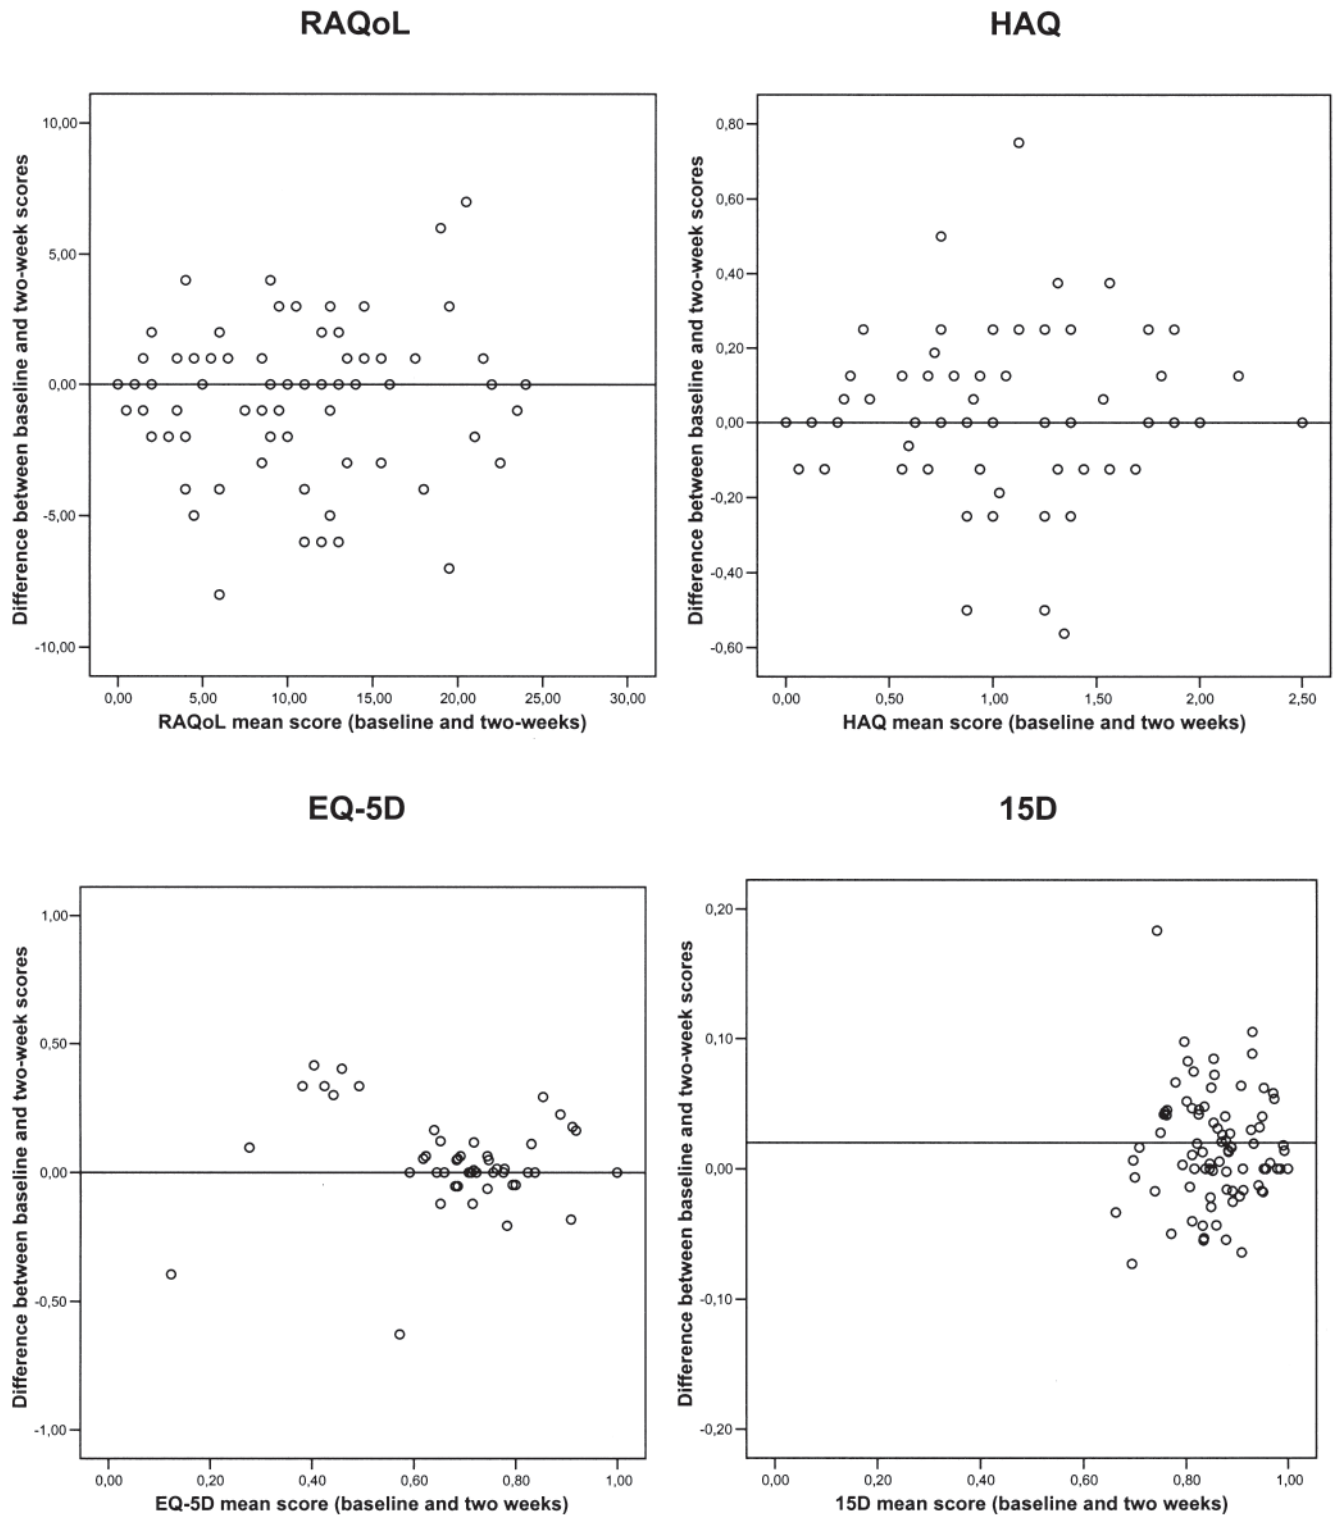 RAQoL
HAQ
Difference between baseline and two-week scores
10,00
5,00
0,00
-5,00
-10,00
0,00 5,00 10,00 15,00 20,00 25,00 30,00
RAQoL mean score (baseline and two-weeks)
Difference between baseline and two-week scores
0,80
0,60
0,40
0,20
0,00
-0,20
-0,40
-0,60
0,00 0,50 1,00 1,50 2,00 2,50
HAQ mean score (baseline and two weeks)
EQ-5D
15D
Difference between baseline and two-week scores
1,00
0,50
0,00
-0,50
-1,00
0,00 0,20 0,40 0,60 0,80 1,00
EQ-5D mean score (baseline and two weeks)
Difference between baseline and two-week scores
0,20
0,10
0,00
-0,10
-0,20
0,00 0,20 0,40 0,60 0,80 1,00
15D mean score (baseline and two weeks)